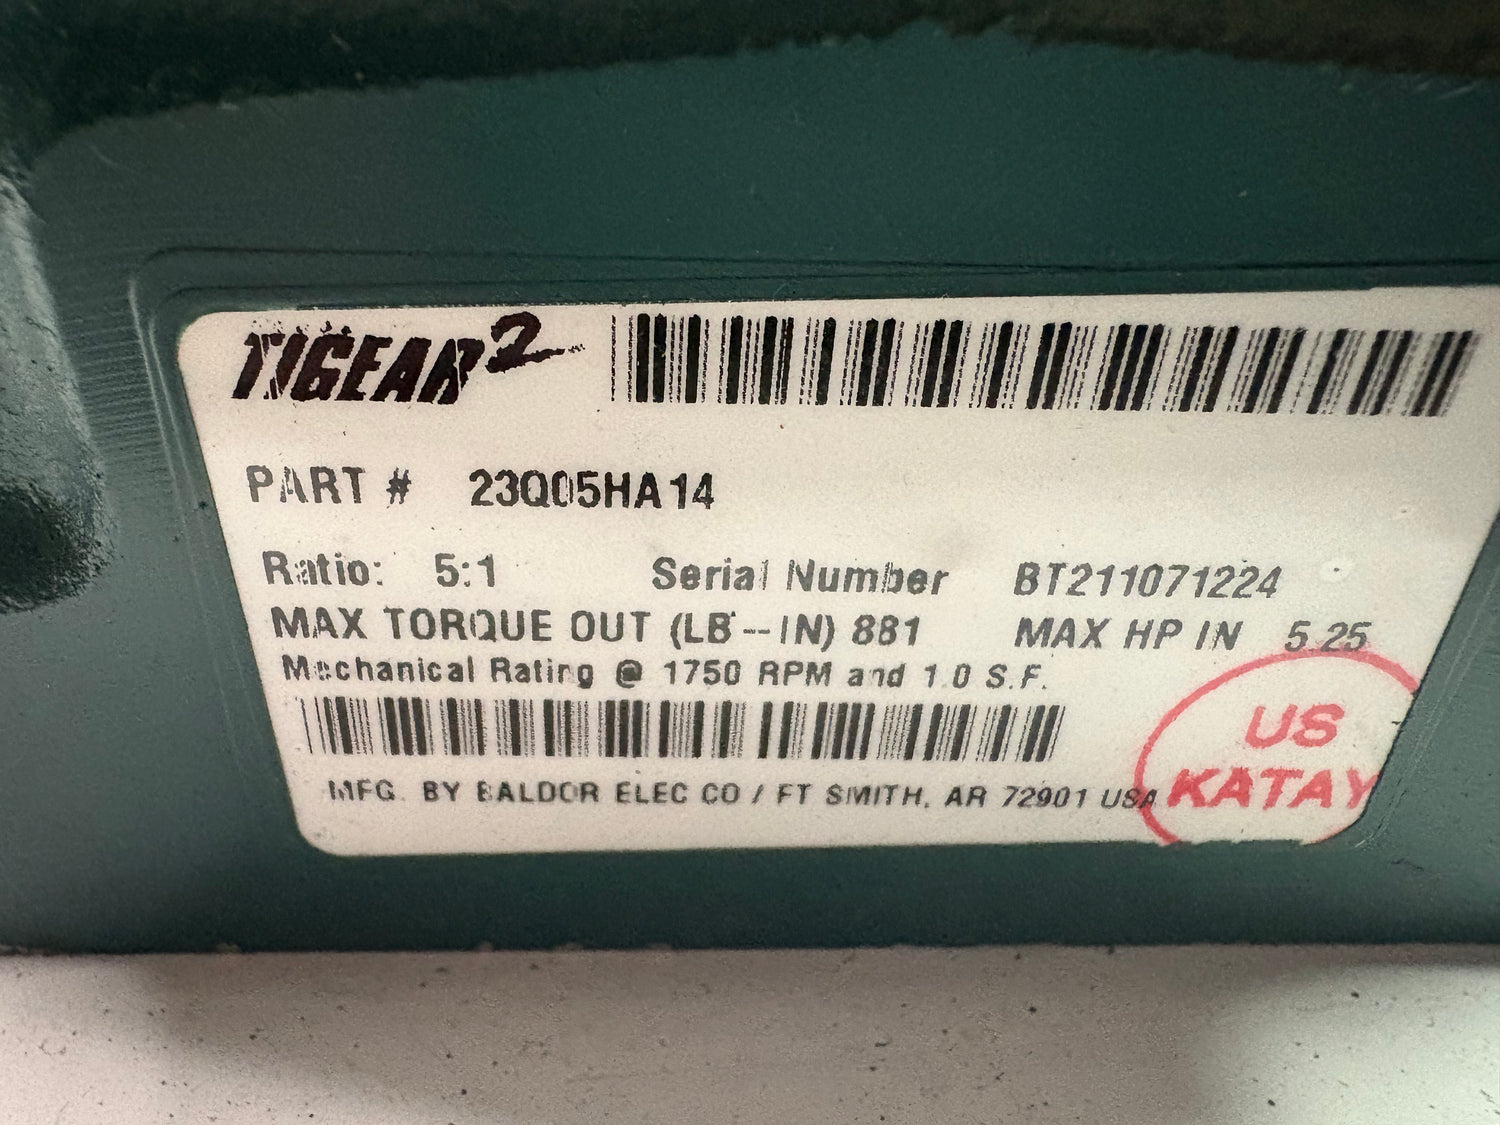 TIGEAR2
PART # 23Q05HA14
Ratio: 5:1 Serial Number BT211071224
MAX TORQUE OUT (LB--IN) 881 MAX HP IN 5.25
Mechanical Rating @ 1750 RPM and 1.0 S.F.
MFG. BY BALDOR ELEC CO / FT SMITH, AR 72901 USA
US
KATAY